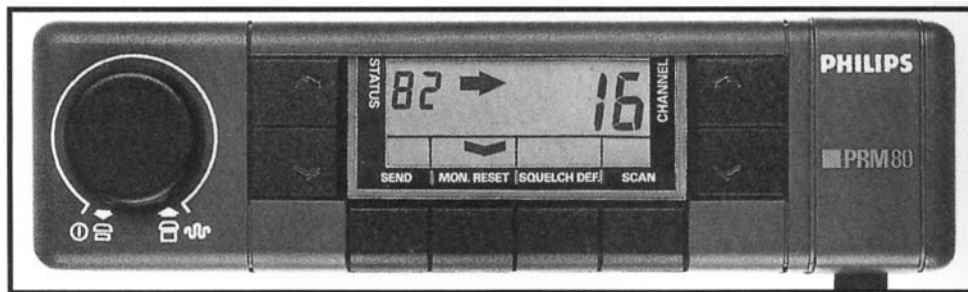 STATUS
82
16
CHANNEL
SEND
MON. RESET
SQUELCH DEF.
SCAN
PHILIPS
PRM80